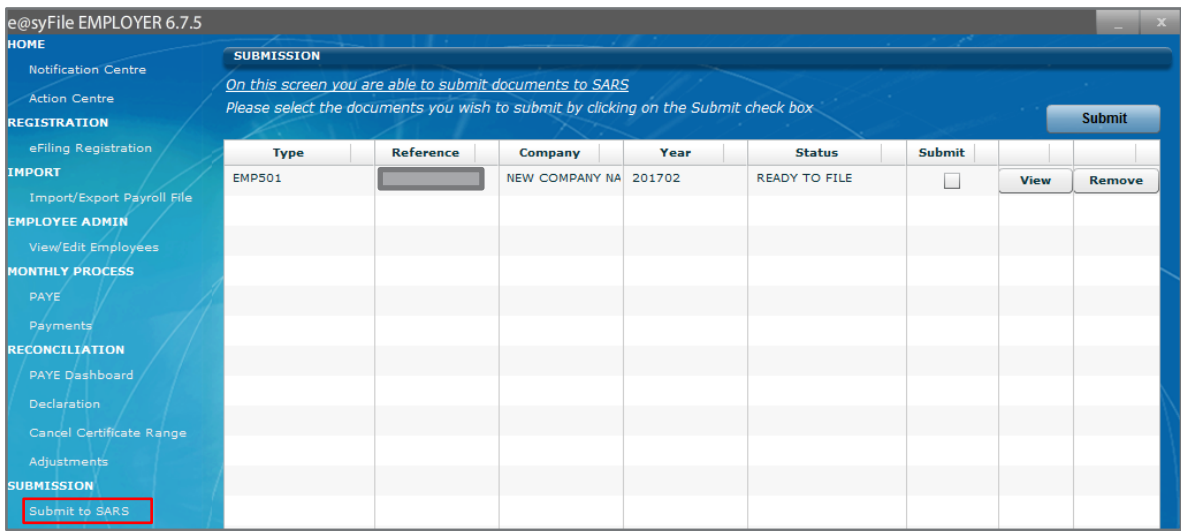 e@syFile EMPLOYER 6.7.5
_ x
HOME
Notification Centre
Action Centre
REGISTRATION
eFiling Registration
IMPORT
Import/Export Payroll File
EMPLOYEE ADMIN
View/Edit Employees
MONTHLY PROCESS
PAYE
Payments
RECONCILIATION
PAYE Dashboard
Declaration
Cancel Certificate Range
Adjustments
SUBMISSION
Submit to SARS
SUBMISSION
On this screen you are able to submit documents to SARS
Please select the documents you wish to submit by clicking on the Submit check box
Submit
Type Reference Company Year Status Submit
EMP501 NEW COMPANY NA 201702 READY TO FILE View Remove